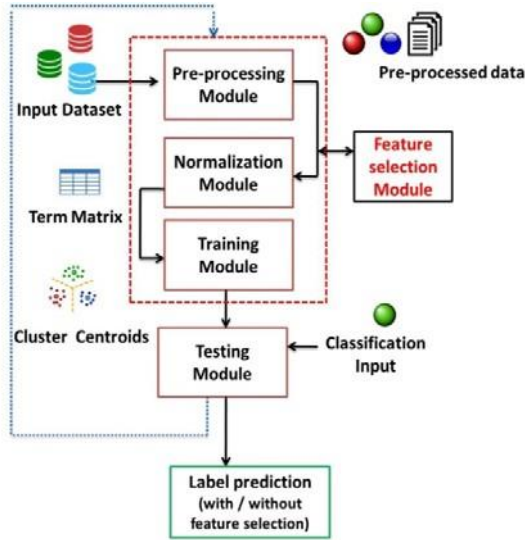 Pre-processing
Module
Pre-processed data
Input Dataset
Normalization
Module
Feature
selection
Module
Term Matrix
Training
Module
Cluster Centroids
Testing
Module
Classification
Input
Label prediction
(with / without
feature selection)